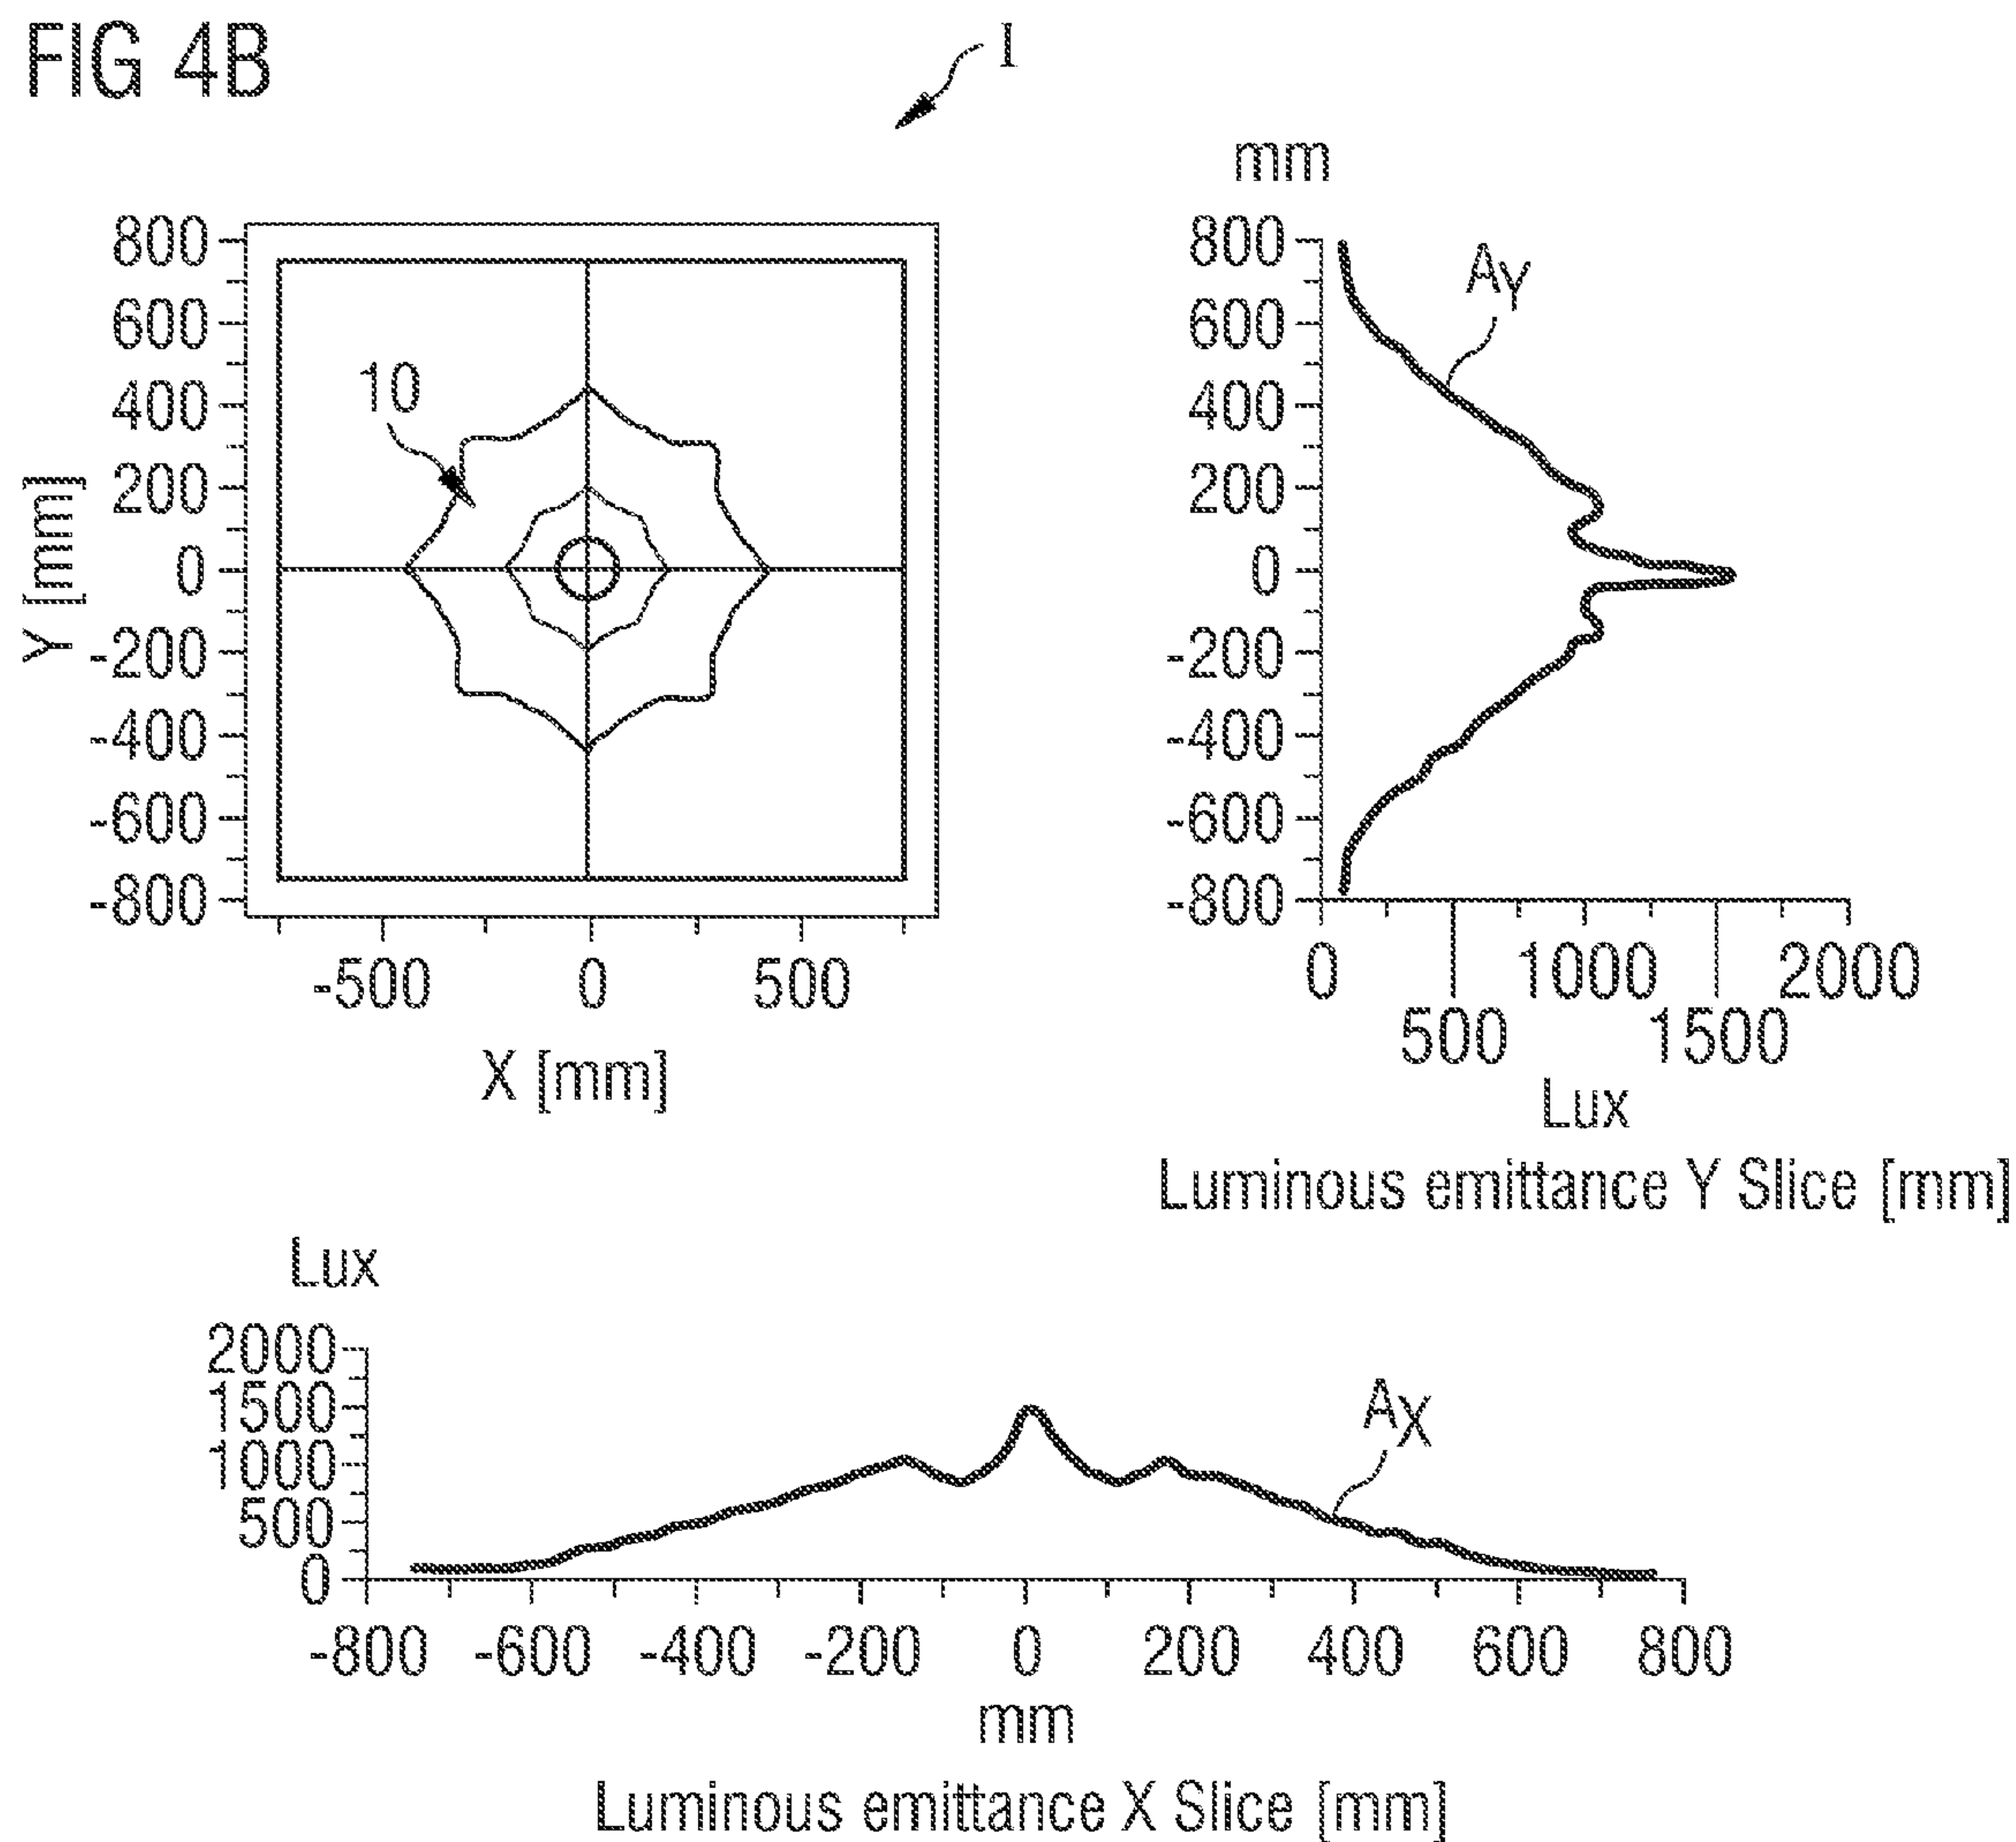 FIG 4B
I
800
600
400
200
0
-200
-400
-600
-800
Y [mm]
10
-500 0 500
X [mm]
mm
800
600
400
200
0
-200
-400
-600
-800
AY
0 1000 2000
500 1500
Lux
Luminous emittance Y Slice [mm]
Lux
2000
1500
1000
500
0
AX
-800 -600 -400 -200 0 200 400 600 800
mm
Luminous emittance X Slice [mm]